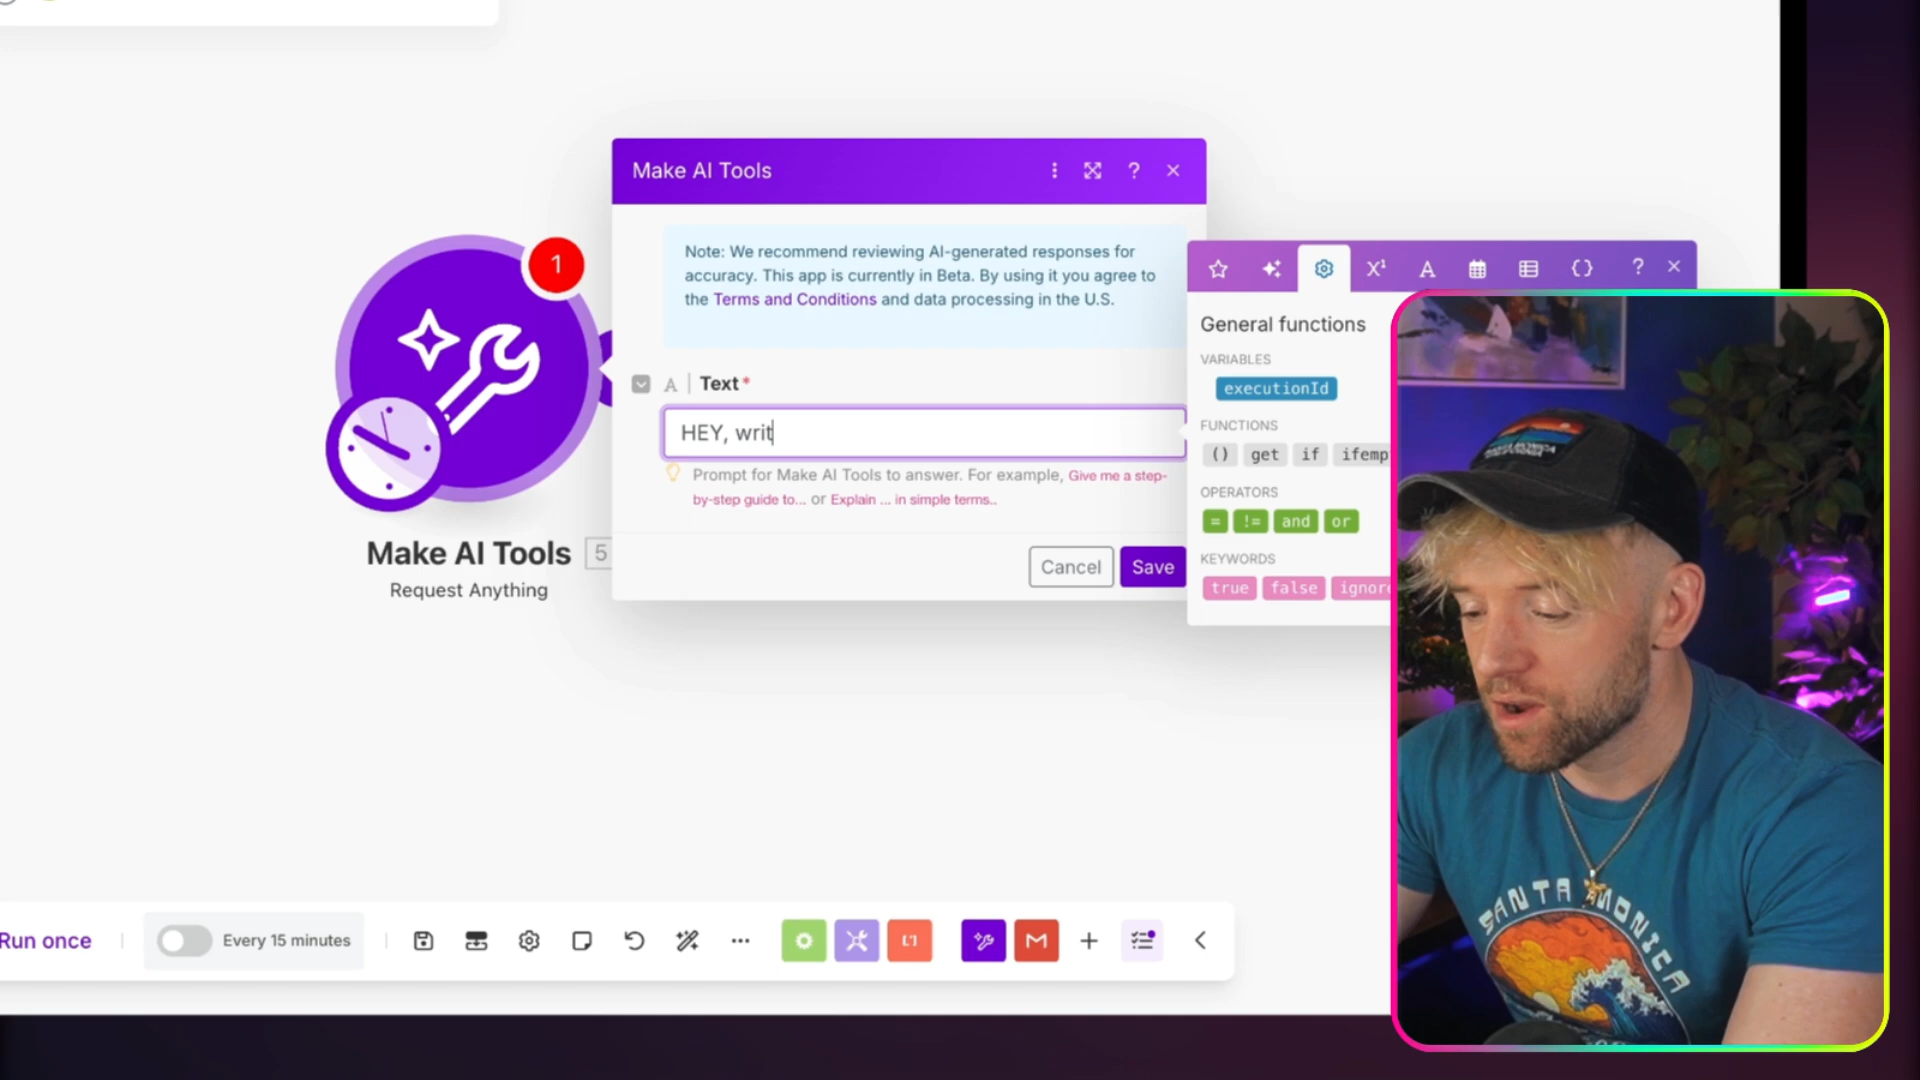 Make AI Tools
Note: We recommend reviewing AI-generated responses for
accuracy. This app is currently in Beta. By using it you agree to
the Terms and Conditions and data processing in the U.S.
1
A | Text*
HEY, writ
Prompt for Make AI Tools to answer. For example, Give me a step-
by-step guide to... or Explain ... in simple terms..
Cancel Save
Make AI Tools 5
Request Anything
General functions
VARIABLES
executionId
FUNCTIONS
() get if ifemp
OPERATORS
= != and or
KEYWORDS
true false ignore
Run once
Every 15 minutes
SANTA MONICA